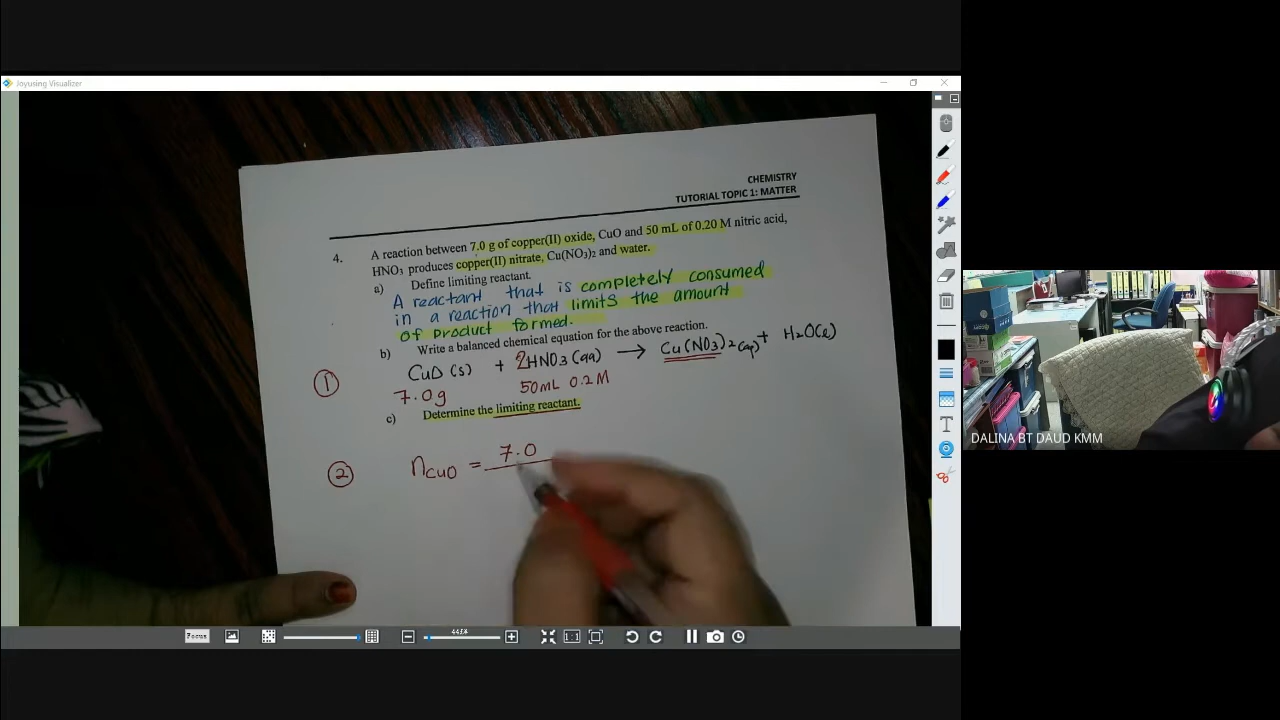 Joyusing Visualizer
CHEMISTRY
TUTORIAL TOPIC 1: MATTER
4. A reaction between 7.0 g of copper(II) oxide, CuO and 50 mL of 0.20 M nitric acid,
HNO₃ produces copper(II) nitrate, Cu(NO₃)₂ and water.
a) Define limiting reactant.
A reactant that is completely consumed
in a reaction that limits the amount
of product formed.
b) Write a balanced chemical equation for the above reaction.
① CuO (s) + 2HNO₃ (aq) → Cu(NO₃)₂ (aq) + H₂O(l)
7.0g 50mL 0.2M
c) Determine the limiting reactant.
② nCuO = 7.0
DALINA BT DAUD KMM
Focus
1:1
T